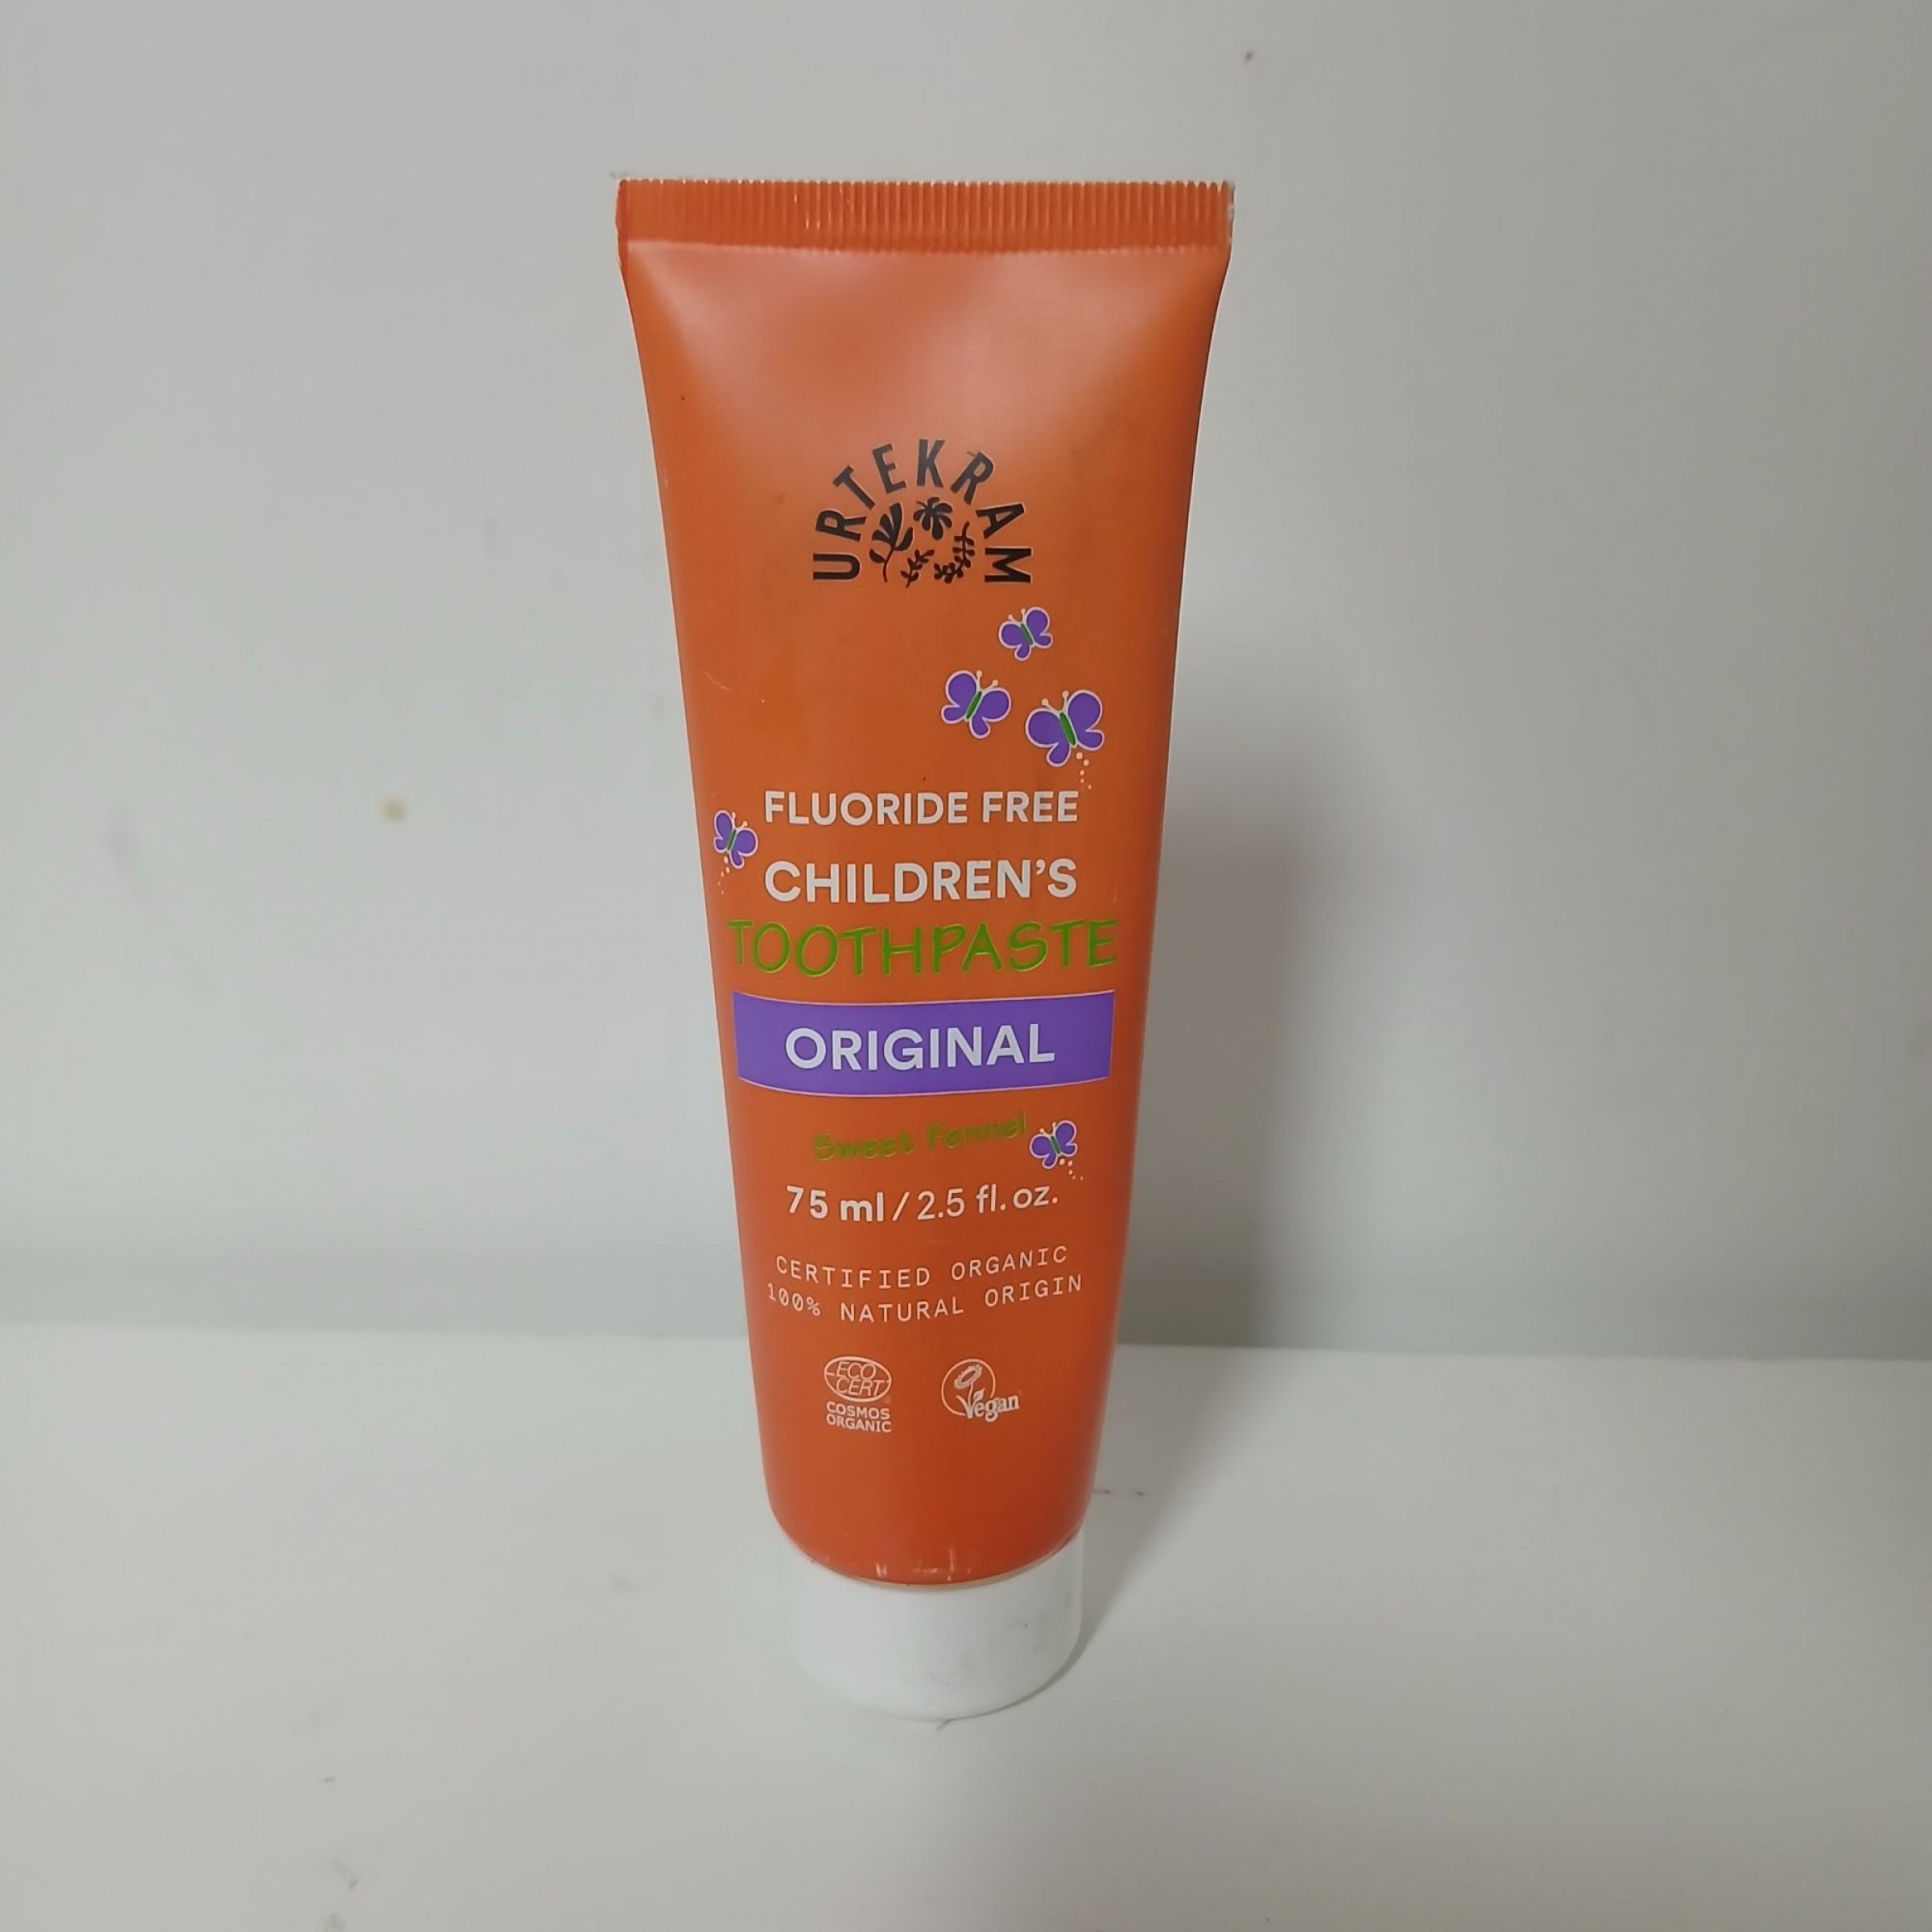 URTEKRAM
FLUORIDE FREE
CHILDREN'S
TOOTHPASTE
ORIGINAL
Sweet Fennel
75 ml / 2.5 fl. oz.
CERTIFIED ORGANIC
100% NATURAL ORIGIN
ECO
CERT
COSMOS
ORGANIC
Vegan